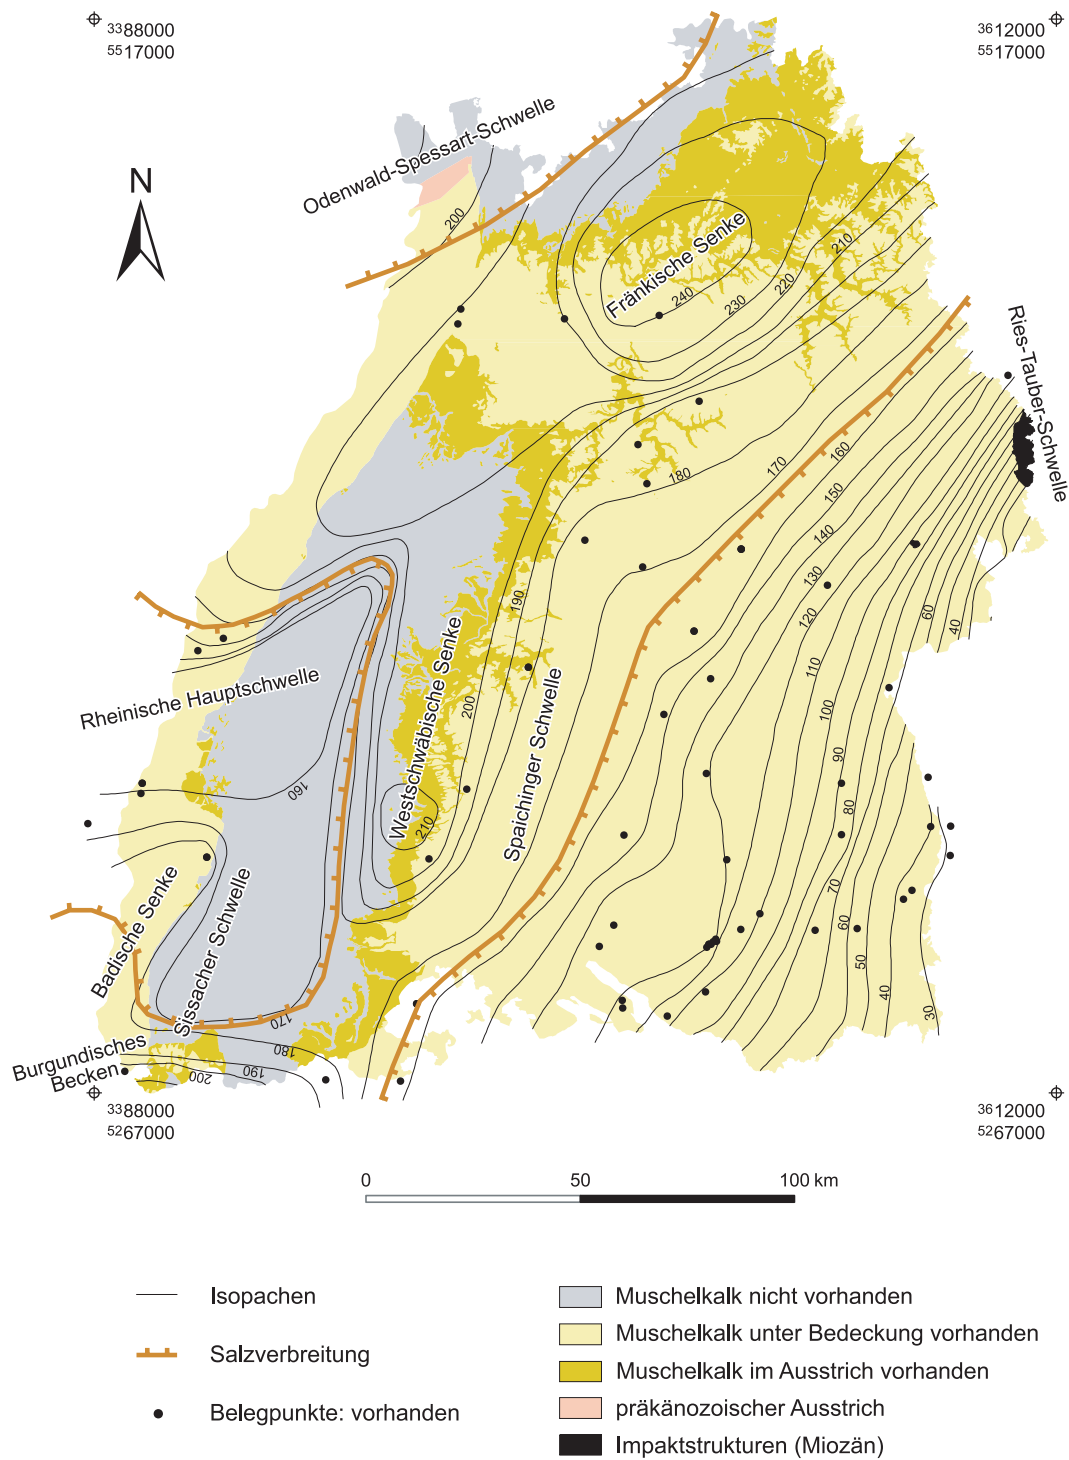 3388000
5517000
3612000
5517000
N
Odenwald-Spessart-Schwelle
200
Fränkische Senke
240
230
220
210
Ries-Tauber-Schwelle
180
170
160
150
140
130
120
110
100
90
80
70
60
50
40
30
60
40
190
200
Rheinische Hauptschwelle
160
Westschwäbische Senke
210
Spaichinger Schwelle
Badische Senke
Sissacher Schwelle
170
180
190
200
Burgundisches
Becken
3388000
5267000
3612000
5267000
0 50 100 km
Isopachen
Salzverbreitung
Belegpunkte: vorhanden
Muschelkalk nicht vorhanden
Muschelkalk unter Bedeckung vorhanden
Muschelkalk im Ausstrich vorhanden
präkänozoischer Ausstrich
Impaktstrukturen (Miozän)